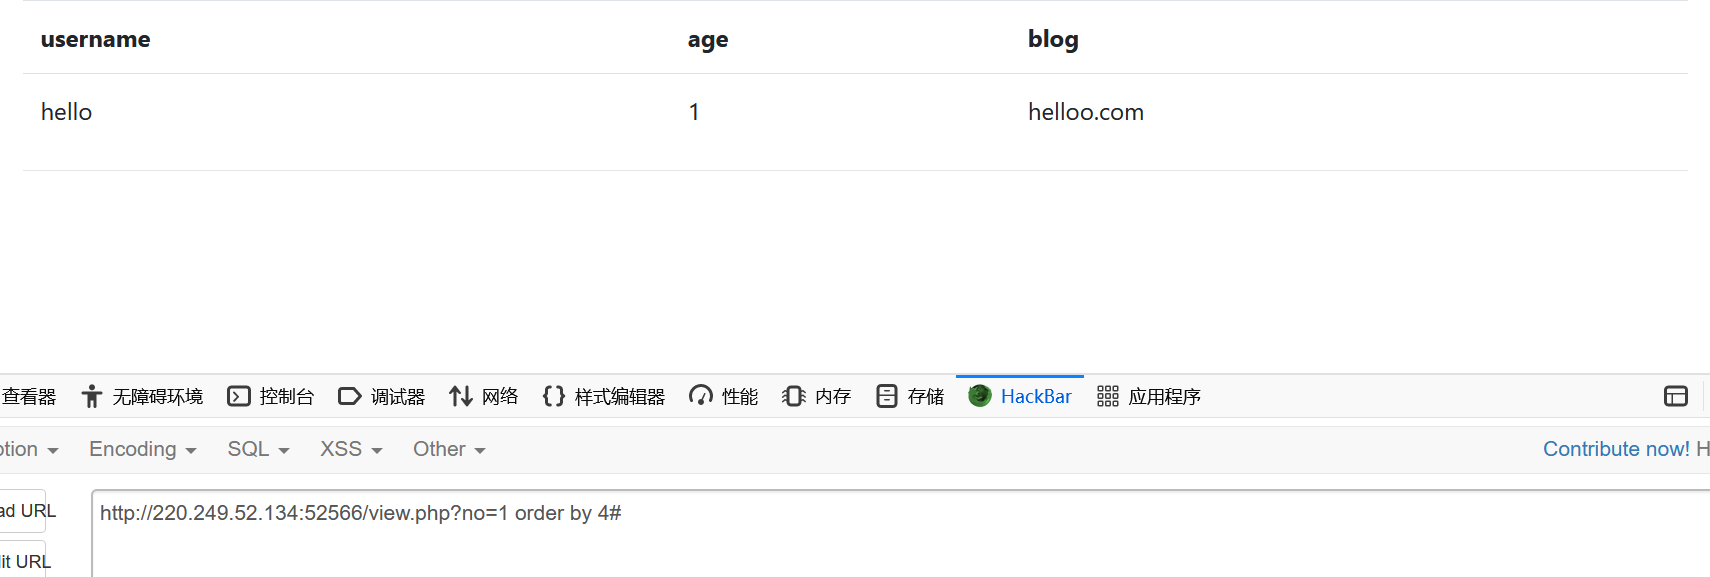 username age blog
hello 1 helloo.com
查看器 无障碍环境 控制台 调试器 网络 {} 样式编辑器 性能 内存 存储 HackBar 应用程序
ption Encoding SQL XSS Other Contribute now! H
ad URL http://220.249.52.134:52566/view.php?no=1 order by 4#
lit URL